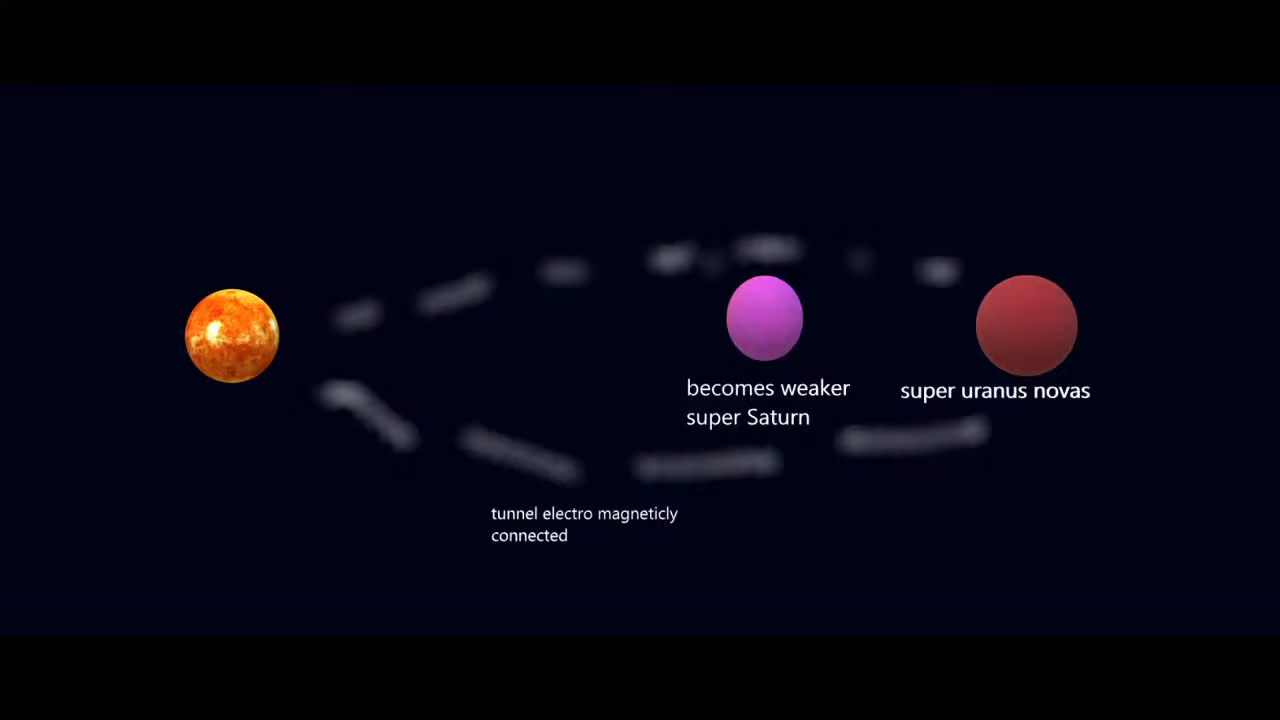 becomes weaker
super Saturn
super uranus novas
tunnel electro magneticly
connected